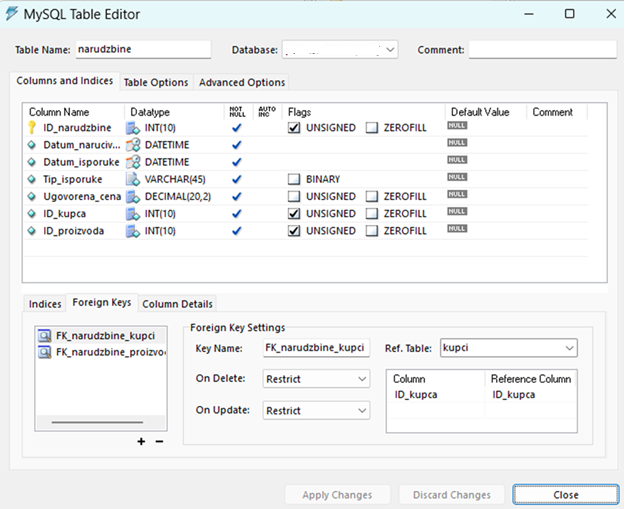 MySQL Table Editor
Table Name: narudzbine Database: Comment:
Columns and Indices Table Options Advanced Options
Column Name Datatype NOT NULL AUTO INC Flags Default Value Comment
ID_narudzbine INT(10) UNSIGNED ZEROFILL NULL
Datum_naruciv... DATETIME NULL
Datum_isporuke DATETIME NULL
Tip_isporuke VARCHAR(45) BINARY NULL
Ugovorena_cena DECIMAL(20,2) UNSIGNED ZEROFILL NULL
ID_kupca INT(10) UNSIGNED ZEROFILL NULL
ID_proizvoda INT(10) UNSIGNED ZEROFILL NULL
Indices Foreign Keys Column Details
FK_narudzbine_kupci
FK_narudzbine_proizvo
Foreign Key Settings
Key Name: FK_narudzbine_kupci Ref. Table: kupci
On Delete: Restrict
On Update: Restrict
Column Reference Column
ID_kupca ID_kupca
Apply Changes Discard Changes Close